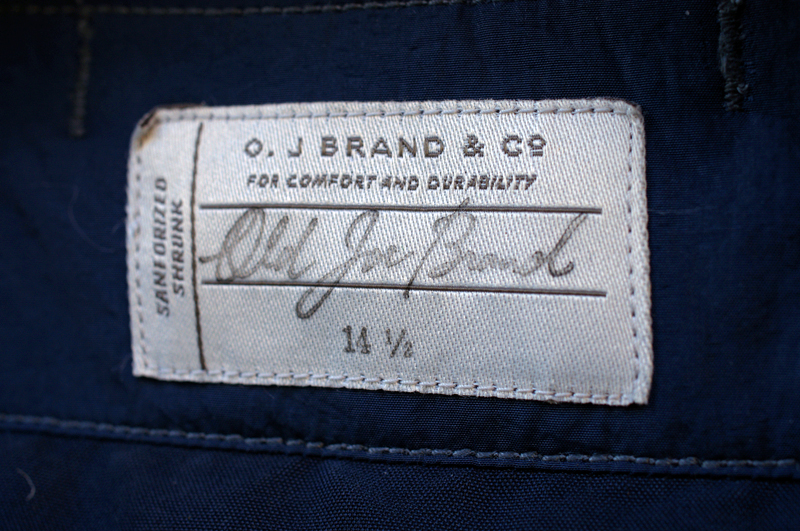 O. J BRAND & Cº
FOR COMFORT AND DURABILITY
Old Joe Brand
14 ½
SANFORIZED
SHRUNK